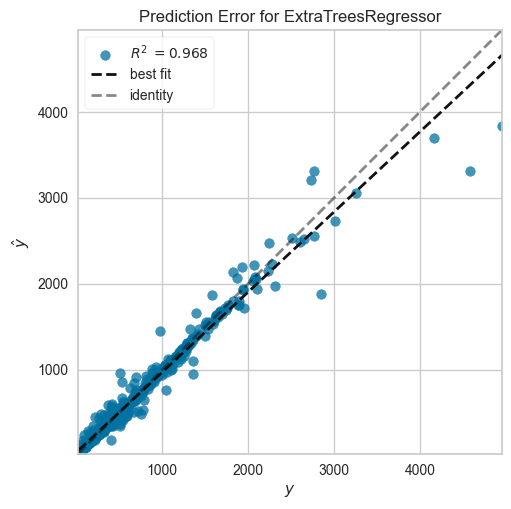 Prediction Error for ExtraTreesRegressor
R² = 0.968
best fit
identity
4000
3000
2000
1000
ŷ
1000 2000 3000 4000
y